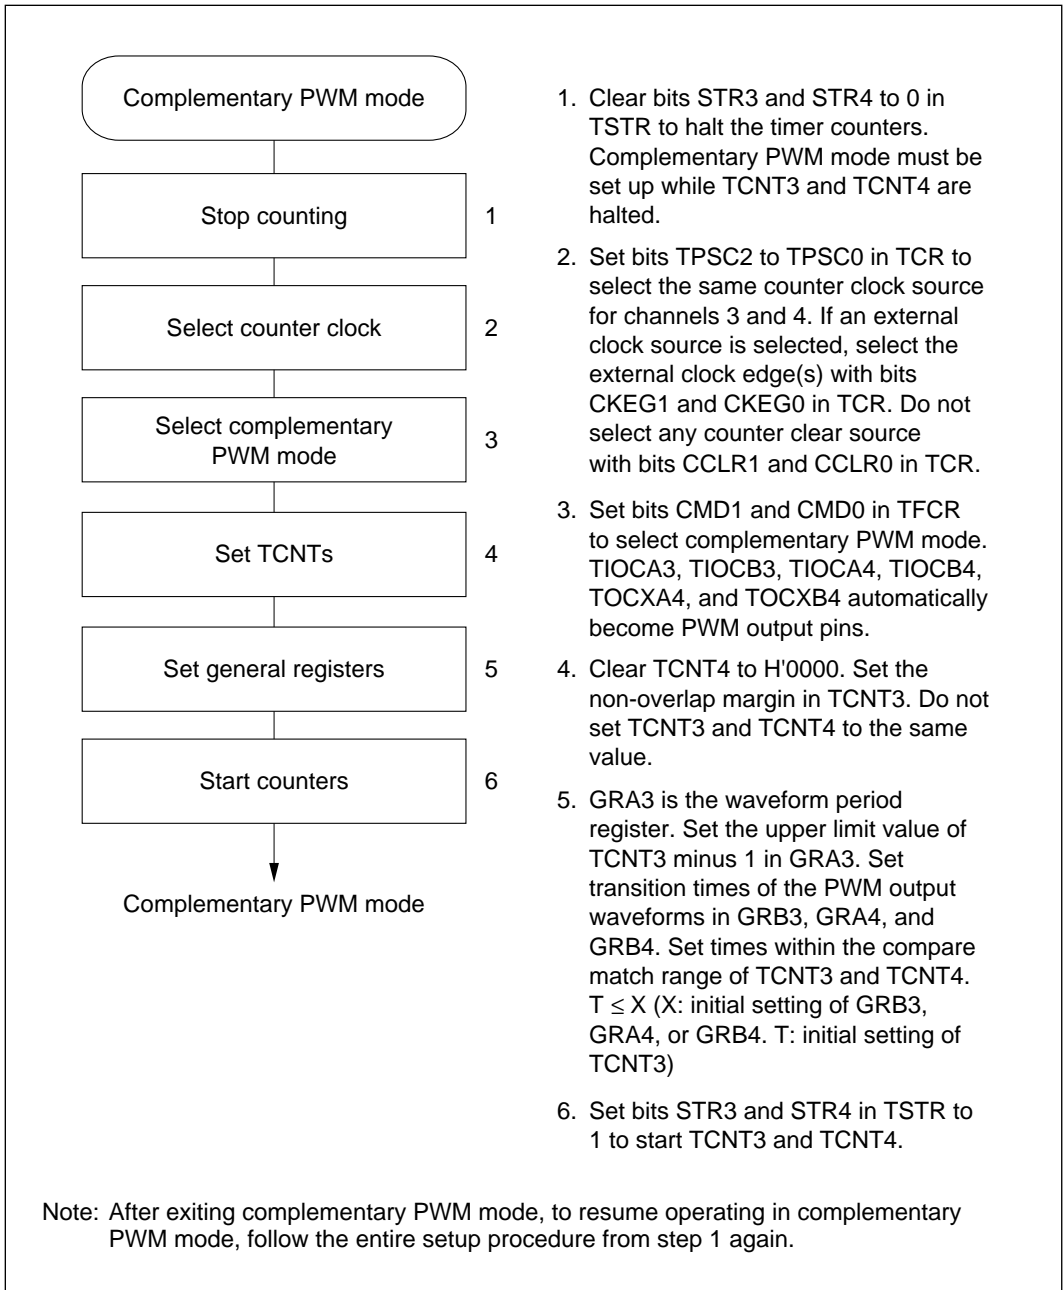 Complementary PWM mode
Stop counting
1
Select counter clock
2
Select complementary
PWM mode
3
Set TCNTs
4
Set general registers
5
Start counters
6
Complementary PWM mode
1. Clear bits STR3 and STR4 to 0 in
TSTR to halt the timer counters.
Complementary PWM mode must be
set up while TCNT3 and TCNT4 are
halted.
2. Set bits TPSC2 to TPSC0 in TCR to
select the same counter clock source
for channels 3 and 4. If an external
clock source is selected, select the
external clock edge(s) with bits
CKEG1 and CKEG0 in TCR. Do not
select any counter clear source
with bits CCLR1 and CCLR0 in TCR.
3. Set bits CMD1 and CMD0 in TFCR
to select complementary PWM mode.
TIOCA3, TIOCB3, TIOCA4, TIOCB4,
TOCXA4, and TOCXB4 automatically
become PWM output pins.
4. Clear TCNT4 to H'0000. Set the
non-overlap margin in TCNT3. Do not
set TCNT3 and TCNT4 to the same
value.
5. GRA3 is the waveform period
register. Set the upper limit value of
TCNT3 minus 1 in GRA3. Set
transition times of the PWM output
waveforms in GRB3, GRA4, and
GRB4. Set times within the compare
match range of TCNT3 and TCNT4.
T ≤ X (X: initial setting of GRB3,
GRA4, or GRB4. T: initial setting of
TCNT3)
6. Set bits STR3 and STR4 in TSTR to
1 to start TCNT3 and TCNT4.
Note: After exiting complementary PWM mode, to resume operating in complementary
PWM mode, follow the entire setup procedure from step 1 again.